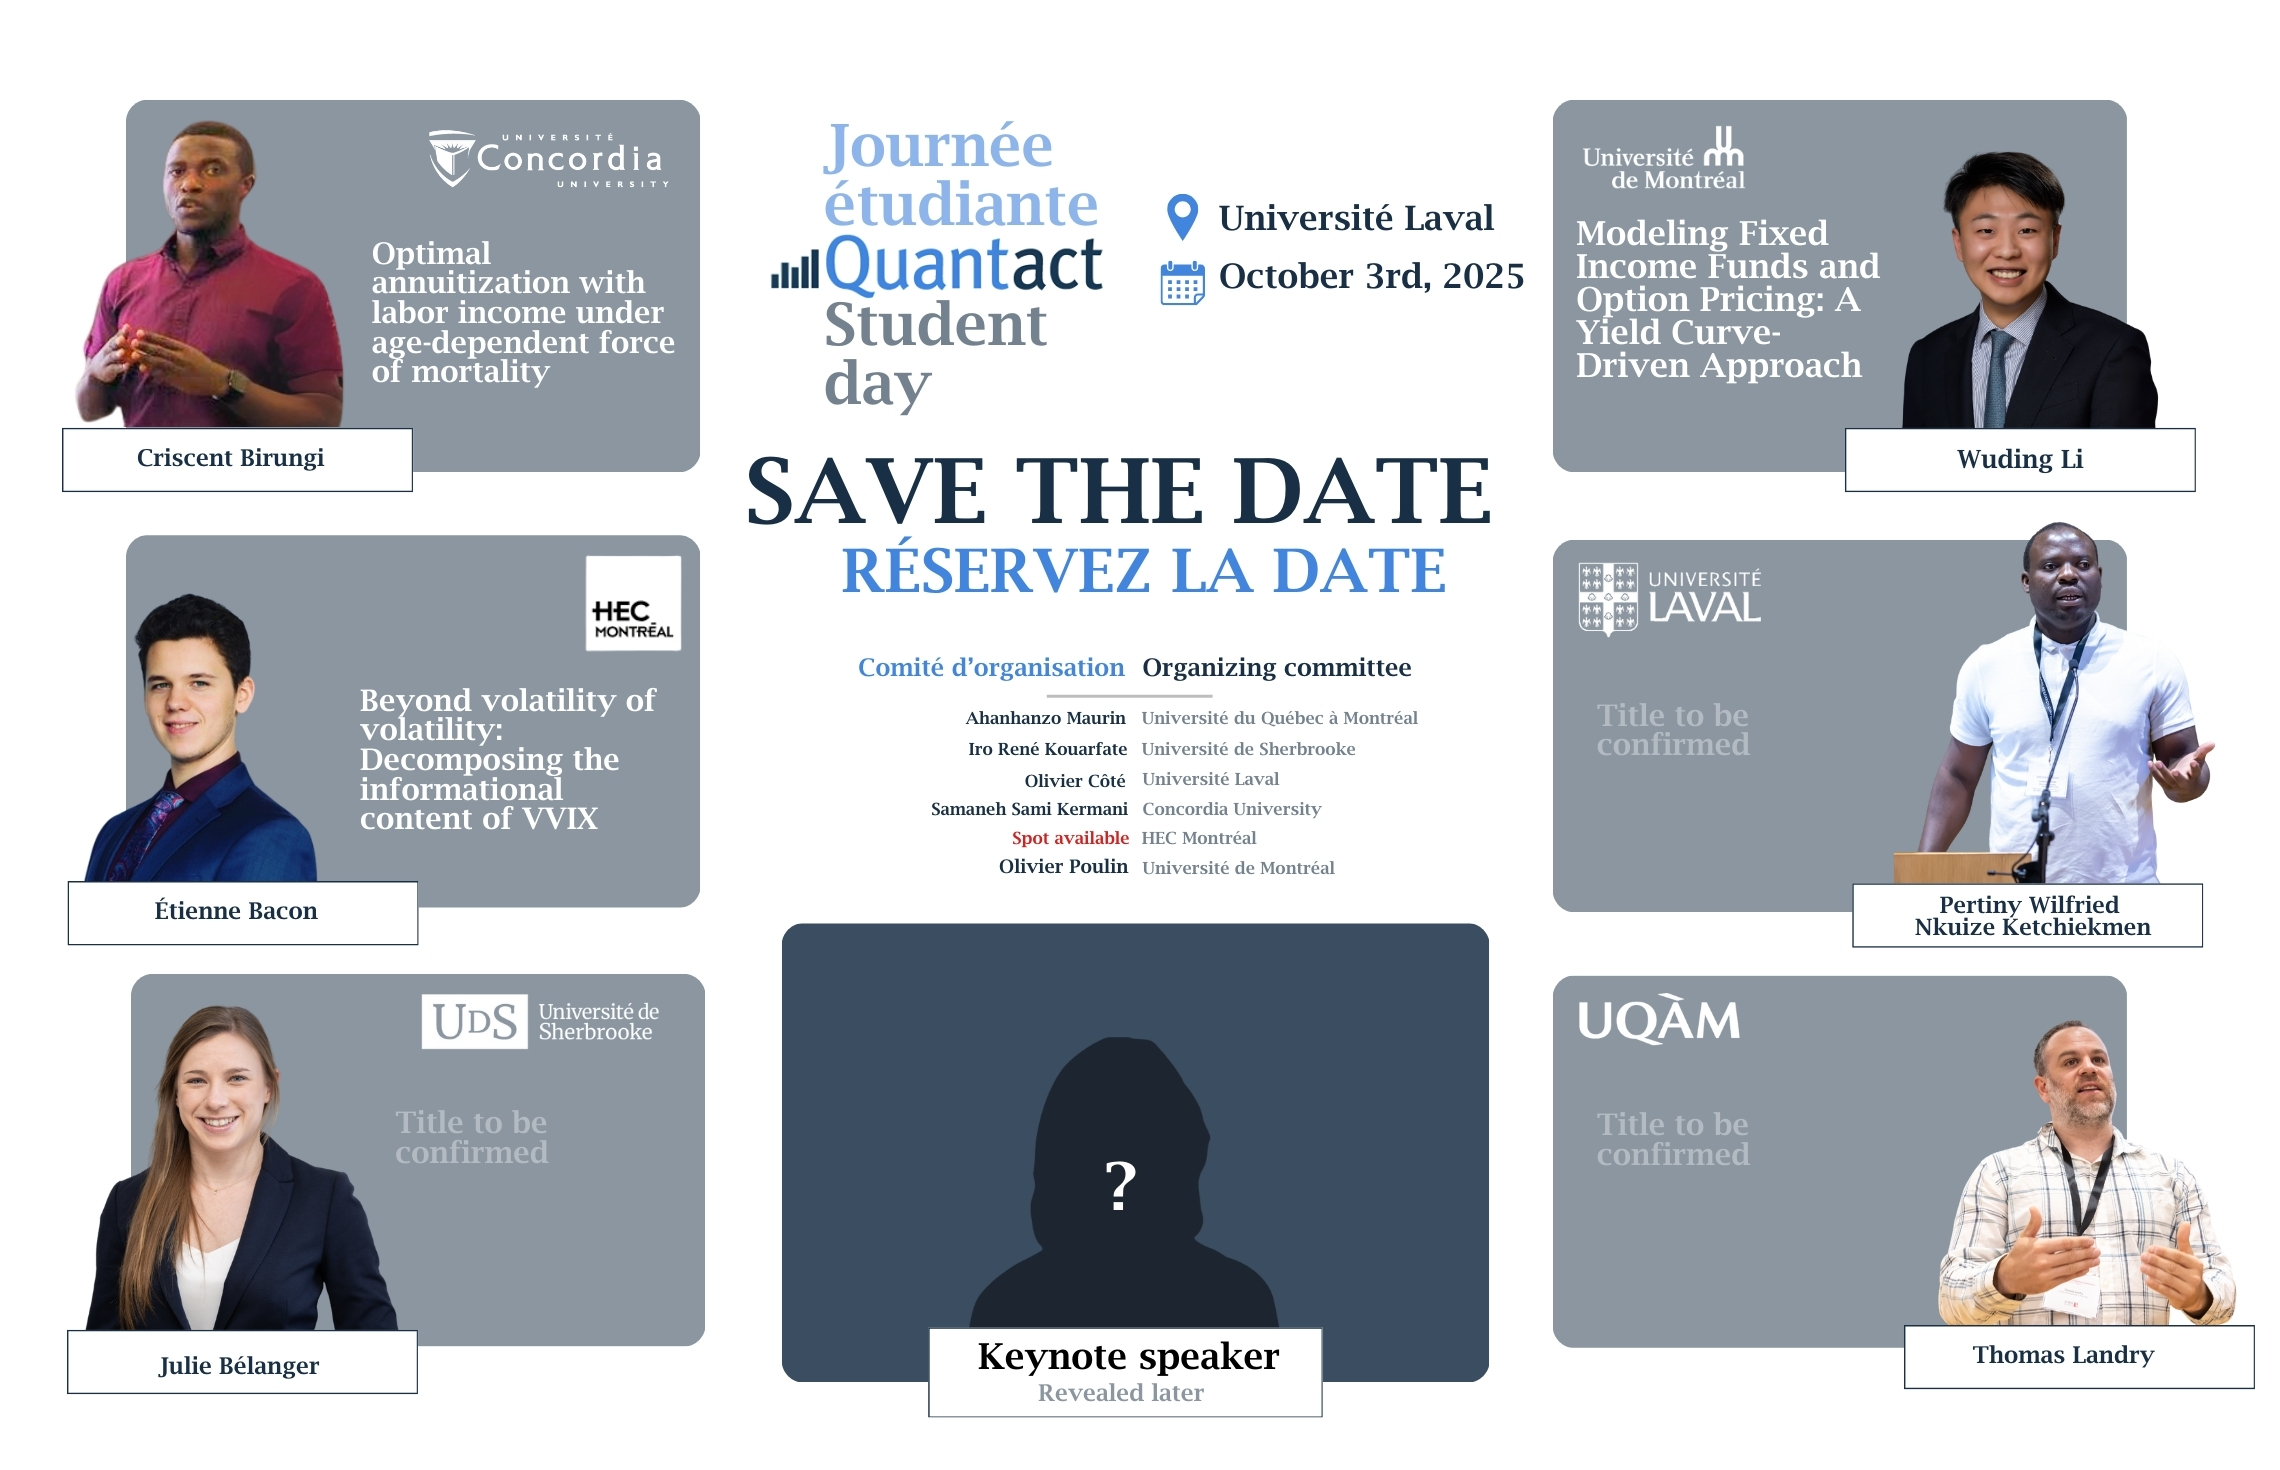 UNIVERSITÉ
Concordia
UNIVERSITY
Optimal
annuitization with
labor income under
age-dependent force
of mortality
Criscent Birungi
HEC
MONTRÉAL
Beyond volatility of
volatility:
Decomposing the
informational
content of VVIX
Étienne Bacon
UDS Université de
Sherbrooke
Title to be
confirmed
Julie Bélanger
Journée
étudiante
Quantact
Student
day
Université Laval
October 3rd, 2025
SAVE THE DATE
RÉSERVEZ LA DATE
Comité d’organisation Organizing committee
Ahanhanzo Maurin Université du Québec à Montréal
Iro René Kouarfate Université de Sherbrooke
Olivier Côté Université Laval
Samaneh Sami Kermani Concordia University
Spot available HEC Montréal
Olivier Poulin Université de Montréal
?
Keynote speaker
Revealed later
Université
de Montréal
Modeling Fixed
Income Funds and
Option Pricing: A
Yield Curve-
Driven Approach
Wuding Li
UNIVERSITÉ
LAVAL
Title to be
confirmed
Pertiny Wilfried
Nkuize Ketchiekmen
UQÀM
Title to be
confirmed
Thomas Landry